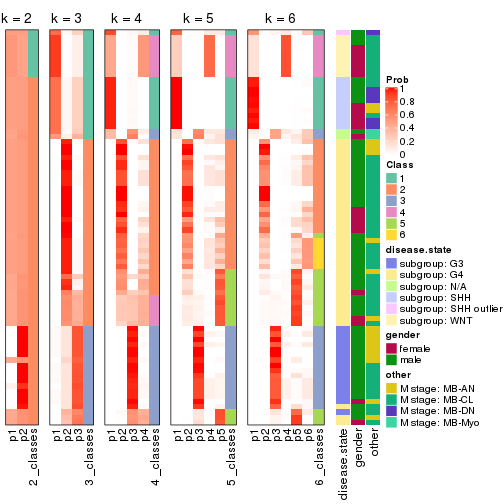 k = 2 k = 3 k = 4 k = 5 k = 6
p1 p2 2_classes p1 p2 p3 3_classes p1 p2 p3 p4 4_classes p1 p2 p3 p4 p5 5_classes p1 p2 p3 p4 p5 p6 6_classes disease.state gender other
Prob
1
0.8
0.6
0.4
0.2
0
Class
1
2
3
4
5
6
disease.state
subgroup: G3
subgroup: G4
subgroup: N/A
subgroup: SHH
subgroup: SHH outlier
subgroup: WNT
gender
female
male
other
M stage: MB-AN
M stage: MB-CL
M stage: MB-DN
M stage: MB-Myo